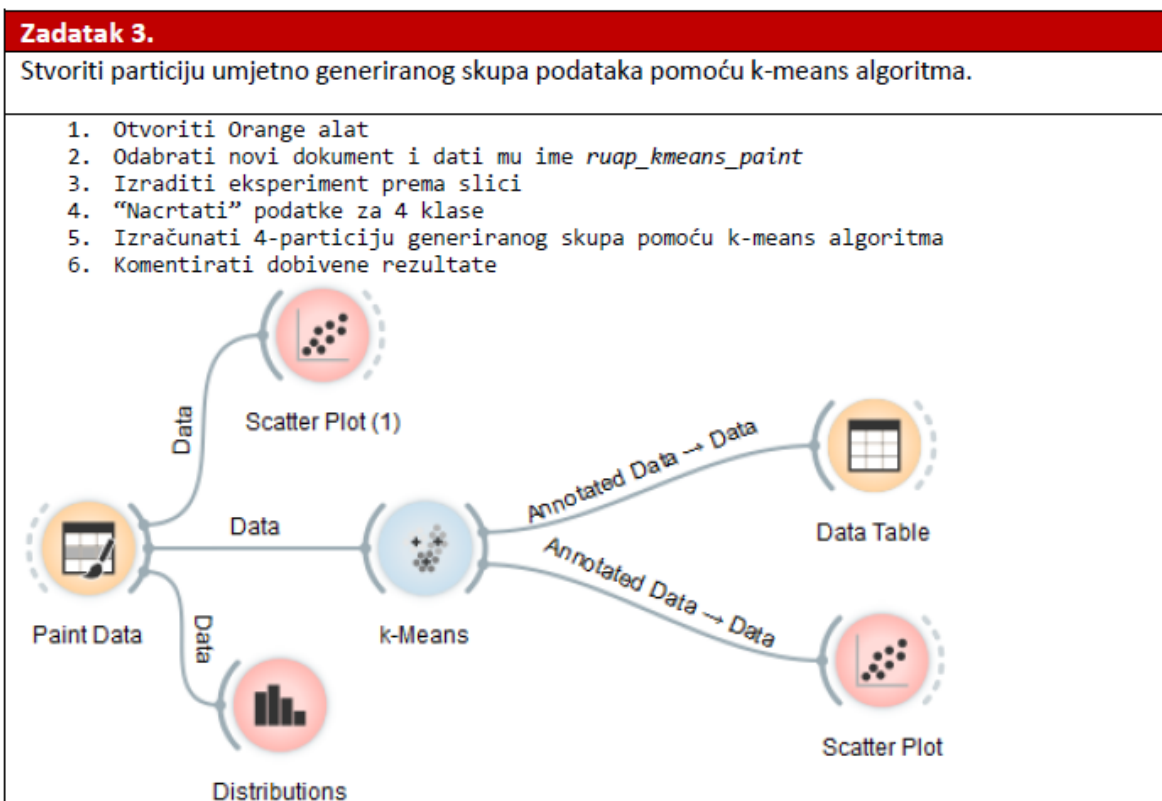 Zadatak 3.
Stvoriti particiju umjetno generiranog skupa podataka pomoću k-means algoritma.
1. Otvoriti Orange alat
2. Odabrati novi dokument i dati mu ime ruap_kmeans_paint
3. Izraditi eksperiment prema slici
4. “Nacrtati” podatke za 4 klase
5. Izračunati 4-particiju generiranog skupa pomoću k-means algoritma
6. Komentirati dobivene rezultate
Data
Scatter Plot (1)
Annotated Data → Data
Data Table
Data
Annotated Data → Data
Paint Data
Data
k-Means
Scatter Plot
Distributions